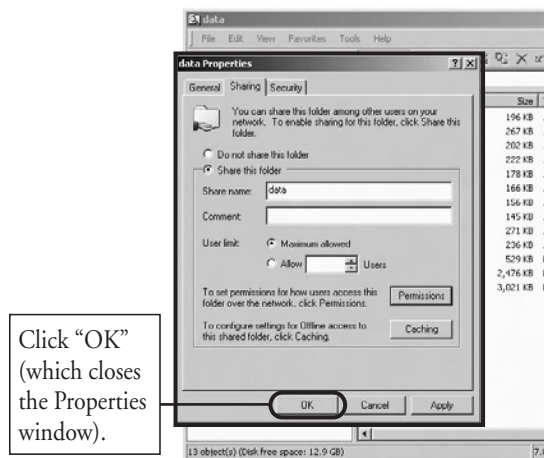 data
File Edit View Favorites Tools Help
data Properties
General Sharing Security
You can share this folder among other users on your
network. To enable sharing for this folder, click Share this
folder.
Do not share this folder
Share this folder
Share name: data
Comment:
User limit: Maximum allowed
Allow Users
To set permissions for how users access this
folder over the network, click Permissions.
Permissions
To configure settings for Offline access to
this shared folder, click Caching.
Caching
OK Cancel Apply
Size
196 KB
267 KB
202 KB
222 KB
178 KB
166 KB
156 KB
145 KB
271 KB
236 KB
529 KB
2,476 KB
3,021 KB
13 object(s) (Disk free space: 12.9 GB)
Click “OK”
(which closes
the Properties
window).